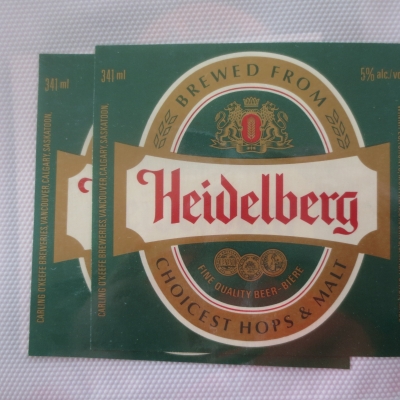 341 ml
341 ml
5% alc/vo
BREWED FROM
Heidelberg
FINE QUALITY BEER-BIÈRE
CHOICEST HOPS & MALT
CARLING O'KEEFE BREWERIES, VANCOUVER, CALGARY, SASKATOON
CARLING O'KEEFE BREWERIES, VANCOUVER, CALGARY, SASKATOON